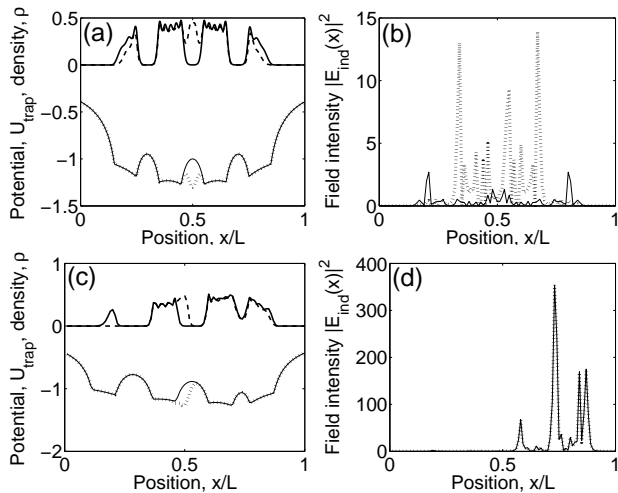 (a)
Potential, U_trap, density, ρ
0.5
0
−0.5
−1
−1.5
0
0.5
1
Position, x/L
(b)
Field intensity |E_ind(x)|^2
15
10
5
0
0
0.5
1
Position, x/L
(c)
Potential, U_trap, density, ρ
1
0
−1
−2
0
0.5
1
Position, x/L
(d)
Field intensity |E_ind(x)|^2
400
300
200
100
0
0
0.5
1
Position, x/L